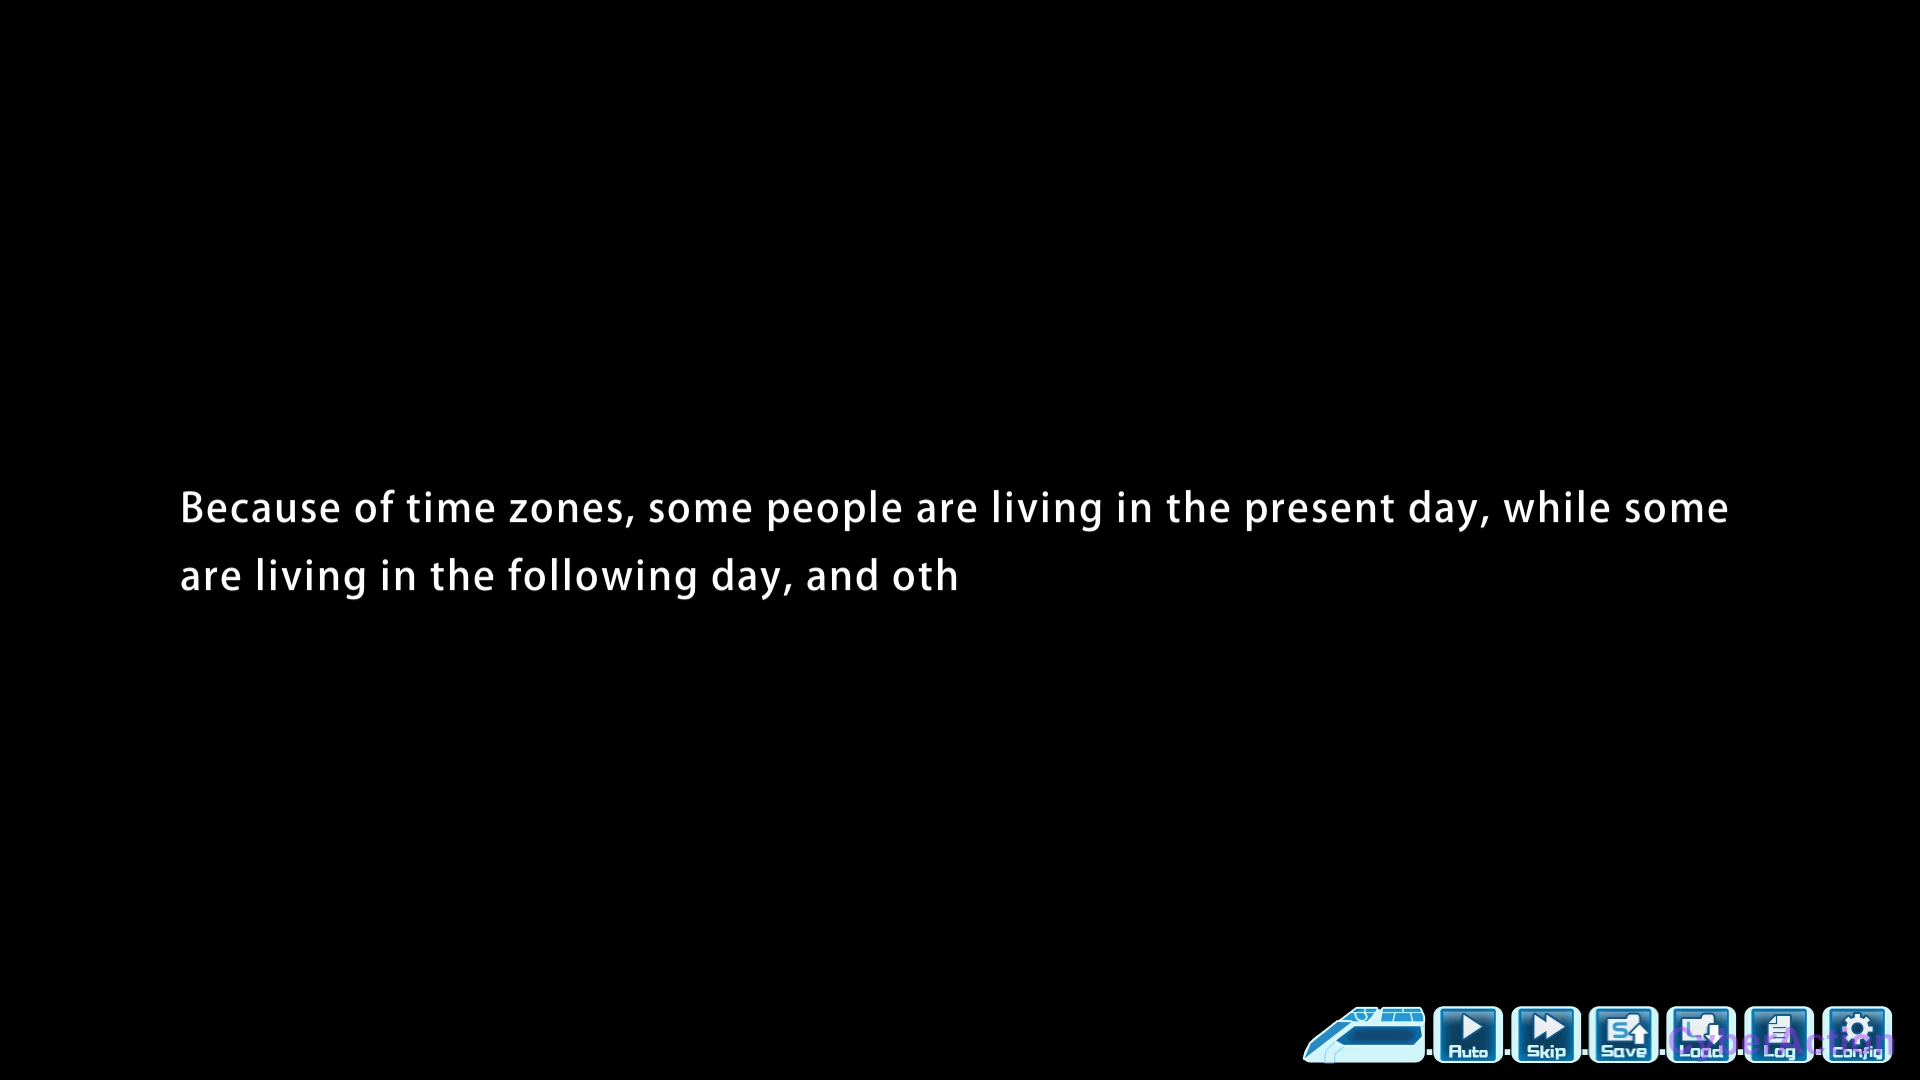 Because of time zones, some people are living in the present day, while some
are living in the following day, and oth
Auto Skip Save Load Log Config
CyberAction